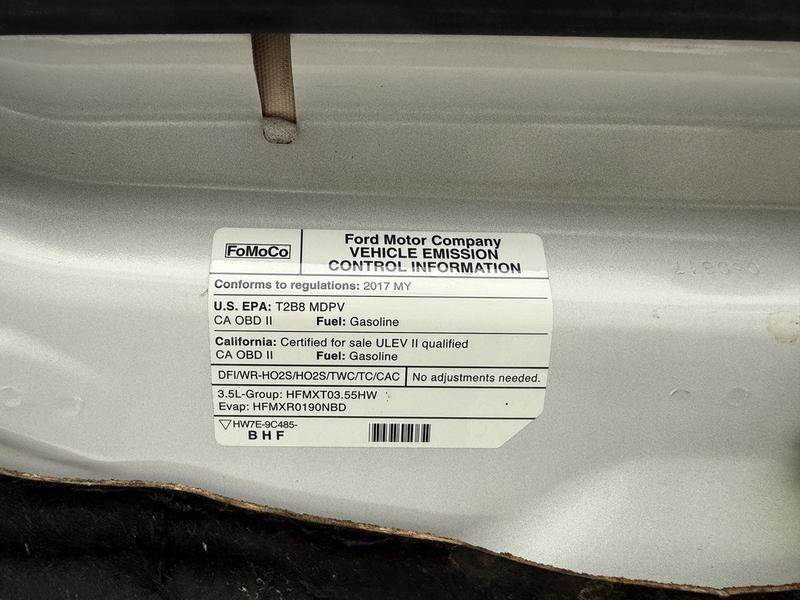 FoMoCo
Ford Motor Company
VEHICLE EMISSION
CONTROL INFORMATION
Conforms to regulations: 2017 MY
U.S. EPA: T2B8 MDPV
CA OBD II Fuel: Gasoline
California: Certified for sale ULEV II qualified
CA OBD II Fuel: Gasoline
DFI/WR-HO2S/HO2S/TWC/TC/CAC No adjustments needed.
3.5L-Group: HFMXT03.55HW
Evap: HFMXR0190NBD
HW7E-9C485-
B H F